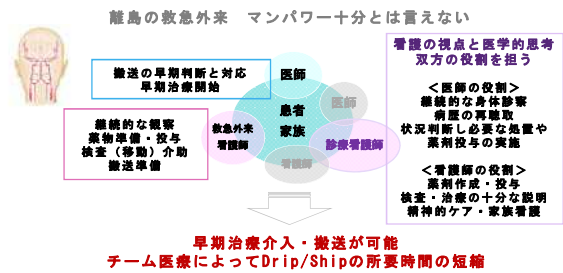 離島の救急外来　マンパワー十分とは言えない
搬送の早期判断と対応
早期治療開始
継続的な観察
薬物準備・投与
検査（移動）介助
搬送準備
医師
医師
患者
家族
救急外来
看護師
診療看護師
看護師
看護の視点と医学的思考
双方の役割を担う
＜医師の役割＞
継続的な身体診察
病歴の再聴取
状況判断し必要な処置や
薬剤投与の実施
＜看護師の役割＞
薬剤作成・投与
検査・治療の十分な説明
精神的ケア・家族看護
早期治療介入・搬送が可能
チーム医療によってDrip/Shipの所要時間の短縮